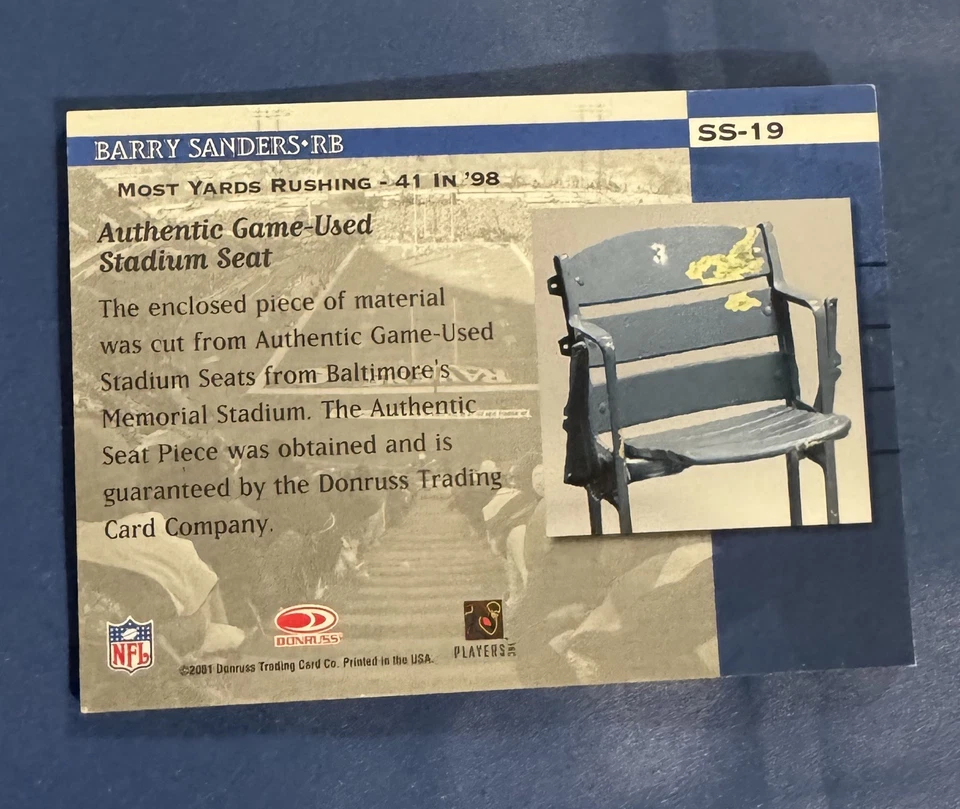 BARRY SANDERS•RB
SS-19
MOST YARDS RUSHING - 41 IN '98
Authentic Game-Used
Stadium Seat
The enclosed piece of material
was cut from Authentic Game-Used
Stadium Seats from Baltimore's
Memorial Stadium. The Authentic
Seat Piece was obtained and is
guaranteed by the Donruss Trading
Card Company.
3
NFL
DONRUSS
PLAYERS INC
©2001 Donruss Trading Card Co. Printed in the USA.